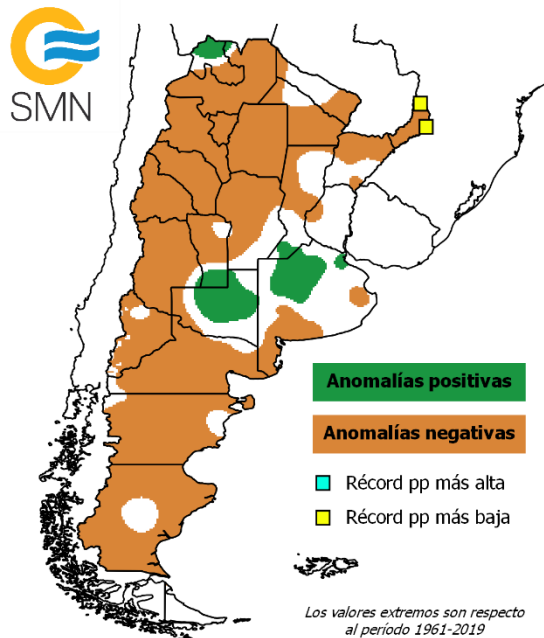 SMN
Anomalías positivas
Anomalías negativas
Récord pp más alta
Récord pp más baja
Los valores extremos son respecto
al período 1961-2019